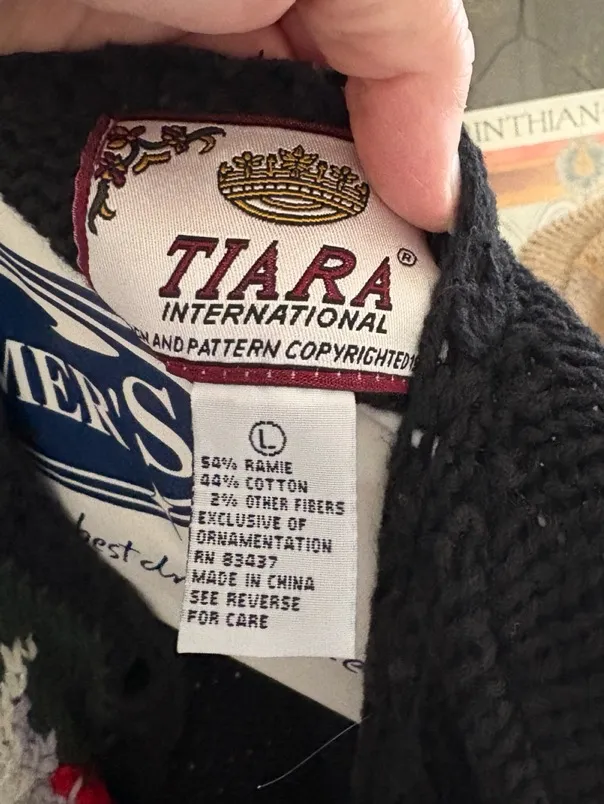 INTHIAN
TIARA®
INTERNATIONAL
AND PATTERN COPYRIGHTED
MER'S
best
Ⓛ
54% RAMIE
44% COTTON
2% OTHER FIBERS
EXCLUSIVE OF
ORNAMENTATION
RN 83437
MADE IN CHINA
SEE REVERSE
FOR CARE